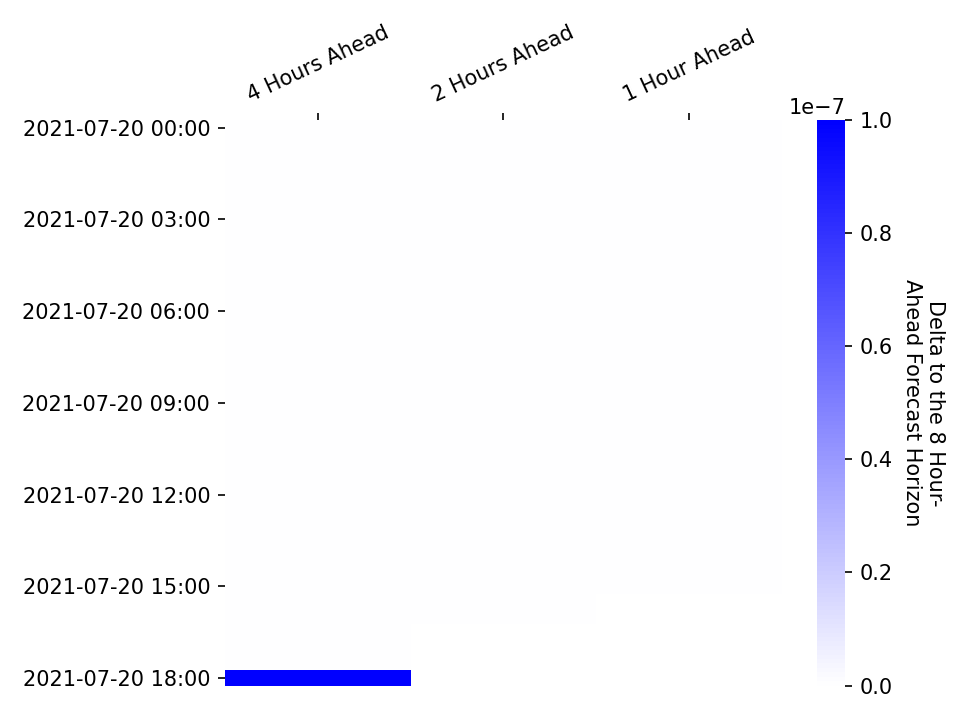 4 Hours Ahead
2 Hours Ahead
1 Hour Ahead
1e−7
2021-07-20 00:00
2021-07-20 03:00
2021-07-20 06:00
2021-07-20 09:00
2021-07-20 12:00
2021-07-20 15:00
2021-07-20 18:00
1.0
0.8
0.6
0.4
0.2
0.0
Delta to the 8 Hour-
Ahead Forecast Horizon